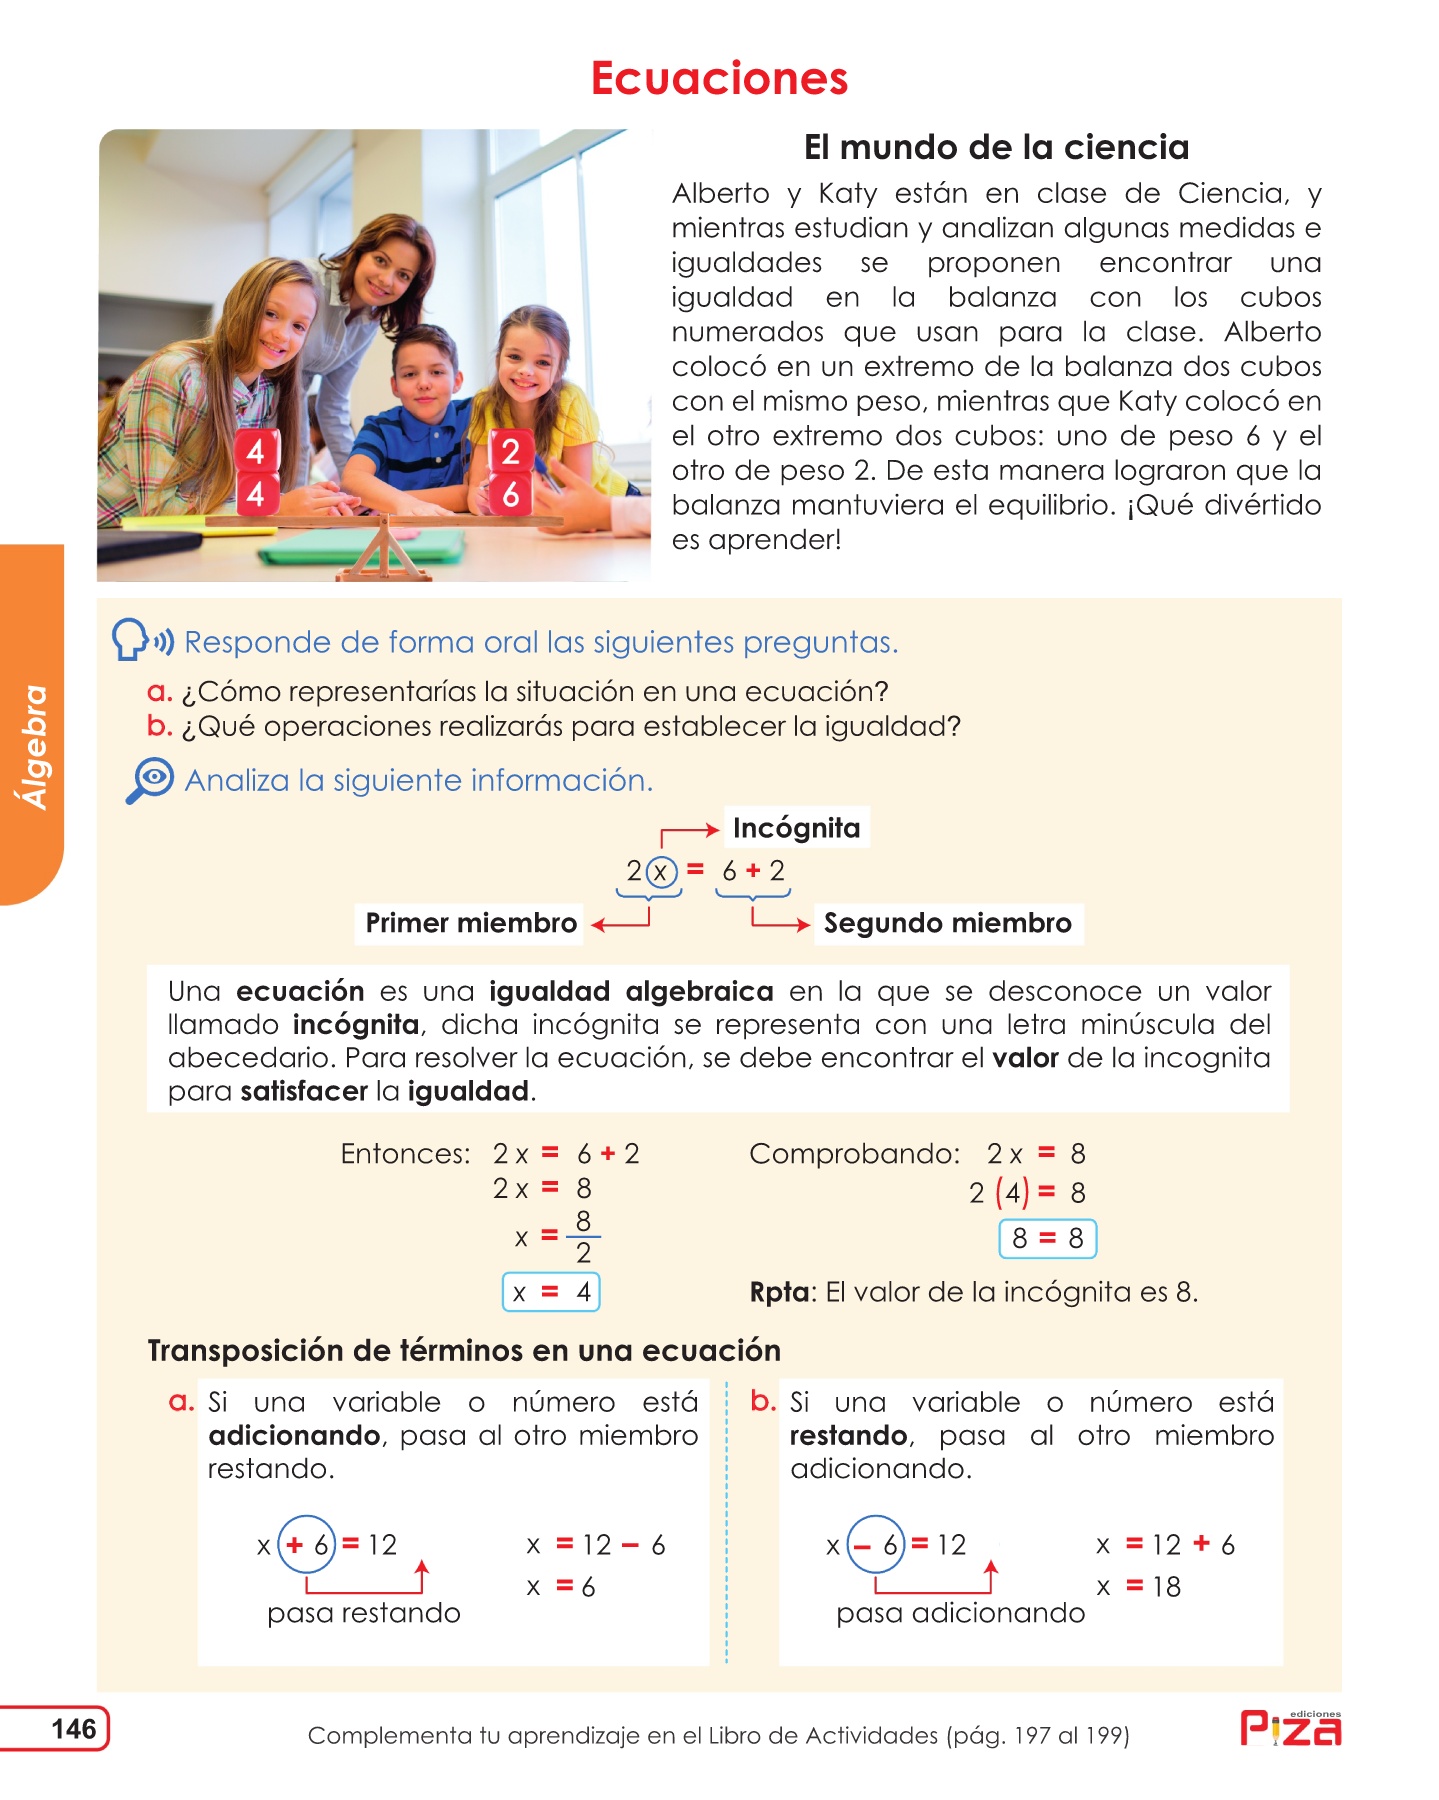 Ecuaciones
El mundo de la ciencia
Alberto y Katy están en clase de Ciencia, y
mientras estudian y analizan algunas medidas e
igualdades se proponen encontrar una
igualdad en la balanza con los cubos
numerados que usan para la clase. Alberto
colocó en un extremo de la balanza dos cubos
con el mismo peso, mientras que Katy colocó en
el otro extremo dos cubos: uno de peso 6 y el
otro de peso 2. De esta manera lograron que la
balanza mantuviera el equilibrio. ¡Qué divértido
es aprender!
4 2
4 6
Álgebra
Responde de forma oral las siguientes preguntas.
a. ¿Cómo representarías la situación en una ecuación?
b. ¿Qué operaciones realizarás para establecer la igualdad?
Analiza la siguiente información.
Incógnita
2 x = 6 + 2
Primer miembro Segundo miembro
Una ecuación es una igualdad algebraica en la que se desconoce un valor
llamado incógnita, dicha incógnita se representa con una letra minúscula del
abecedario. Para resolver la ecuación, se debe encontrar el valor de la incognita
para satisfacer la igualdad.
Entonces: 2 x = 6 + 2
2 x = 8
x = 8
2
x = 4
Comprobando: 2 x = 8
2 (4) = 8
8 = 8
Rpta: El valor de la incógnita es 8.
Transposición de términos en una ecuación
a. Si una variable o número está
adicionando, pasa al otro miembro
restando.
x + 6 = 12 x = 12 – 6
x = 6
pasa restando
b. Si una variable o número está
restando, pasa al otro miembro
adicionando.
x – 6 = 12 x = 12 + 6
x = 18
pasa adicionando
146
Complementa tu aprendizaje en el Libro de Actividades (pág. 197 al 199)
ediciones
Piza